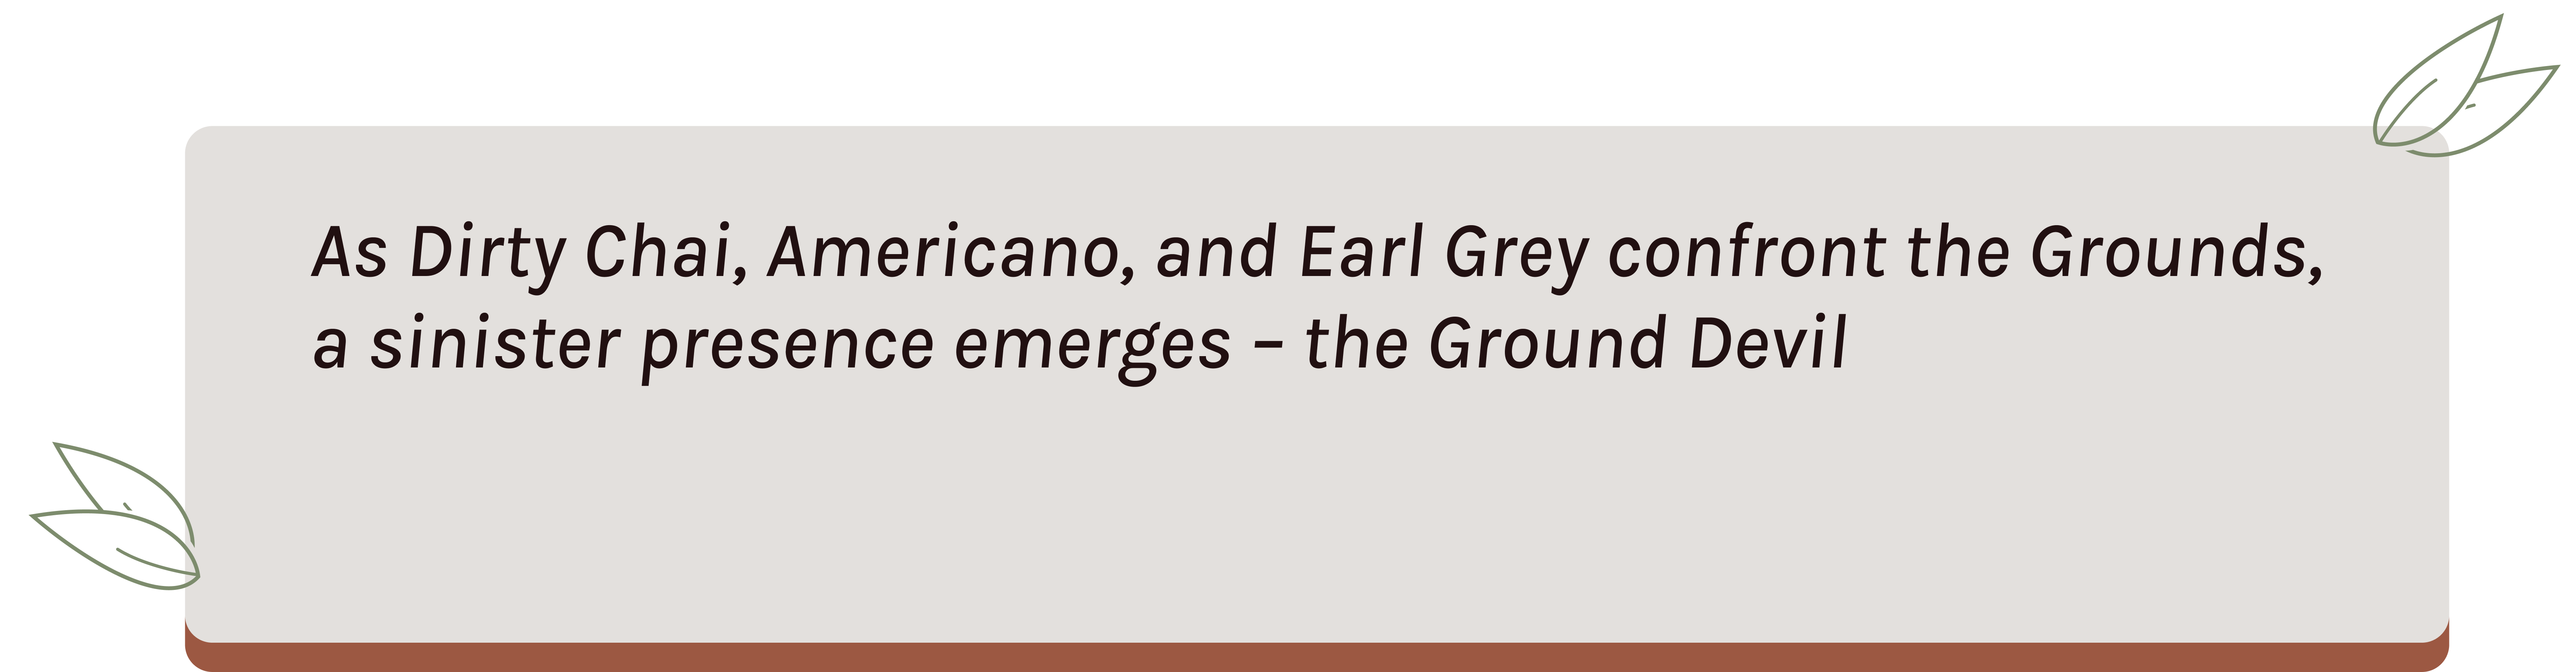 As Dirty Chai, Americano, and Earl Grey confront the Grounds,
a sinister presence emerges – the Ground Devil